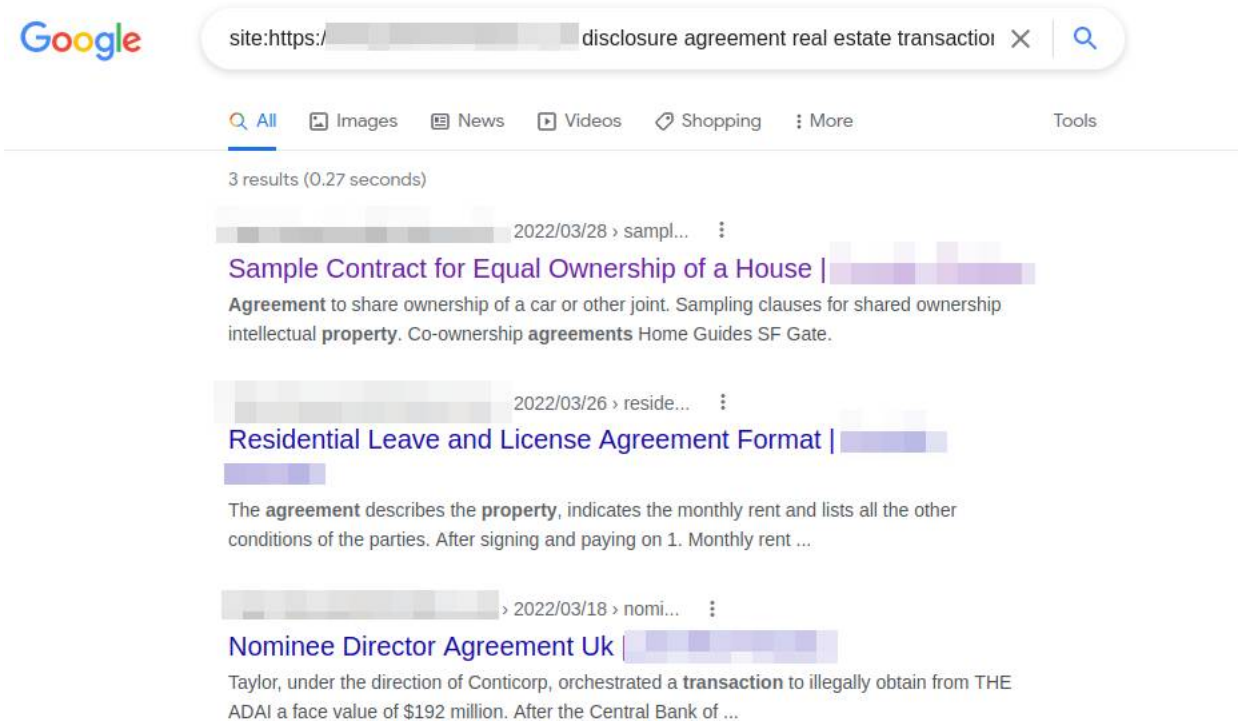 Google
site:https:/ disclosure agreement real estate transaction
All Images News Videos Shopping More Tools
3 results (0.27 seconds)
2022/03/28 › sampl...
Sample Contract for Equal Ownership of a House |
Agreement to share ownership of a car or other joint. Sampling clauses for shared ownership
intellectual property. Co-ownership agreements Home Guides SF Gate.
2022/03/26 › reside...
Residential Leave and License Agreement Format |
The agreement describes the property, indicates the monthly rent and lists all the other
conditions of the parties. After signing and paying on 1. Monthly rent ...
› 2022/03/18 › nomi...
Nominee Director Agreement Uk |
Taylor, under the direction of Conticorp, orchestrated a transaction to illegally obtain from THE
ADAI a face value of $192 million. After the Central Bank of ...